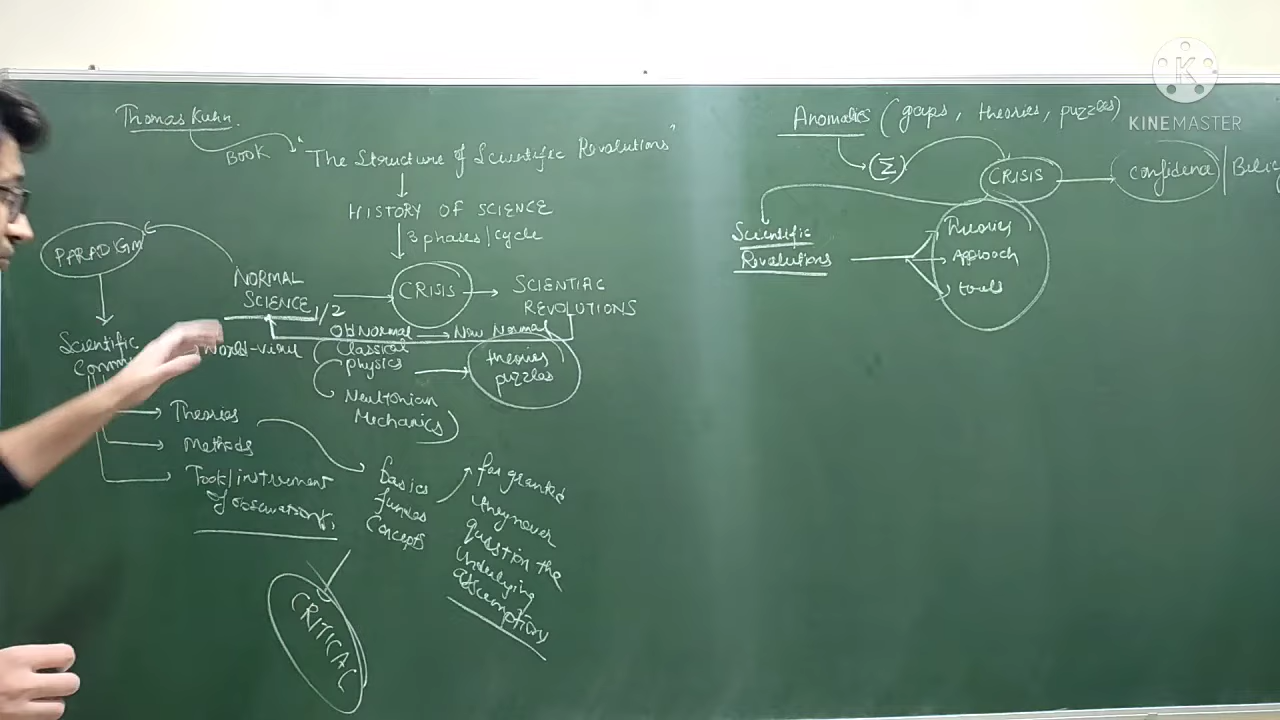 Thomas Kuhn.
BOOK
"The Structure of Scientific Revolutions"
HISTORY OF SCIENCE
3 phases/cycle
PARADIGM
NORMAL
SCIENCE 1/2
CRISIS
SCIENTIFIC
REVOLUTIONS
Old Normal New Normal
Scientific
World-view
Classical
physics
theories
puzzles
Newtonian
Mechanics
Theories
Methods
Tools/instrument
of observations
Basics
fundas
Concepts
for granted
they never
question the
underlying
assumptions
CRITICAL
Anomalies (gaps, theories, puzzles)
(Σ)
CRISIS
confidence
Scientific
Revolutions
Theories
Approach
tools
K
KINEMASTER